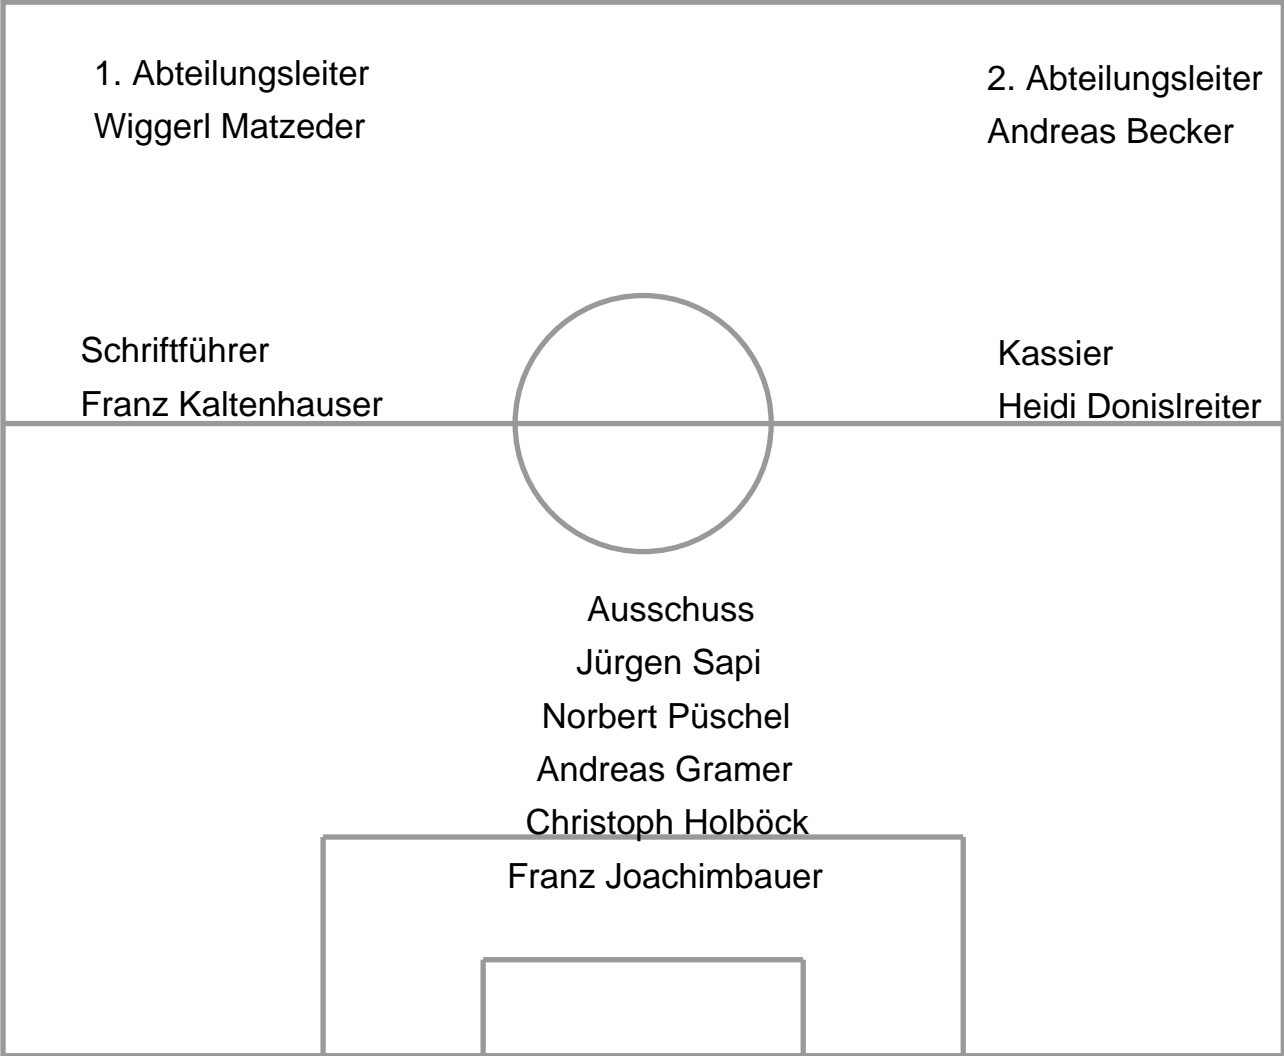 1. Abteilungsleiter
Wiggerl Matzeder
2. Abteilungsleiter
Andreas Becker
Schriftführer
Franz Kaltenhauser
Kassier
Heidi Donislreiter
Ausschuss
Jürgen Sapi
Norbert Püschel
Andreas Gramer
Christoph Holböck
Franz Joachimbauer